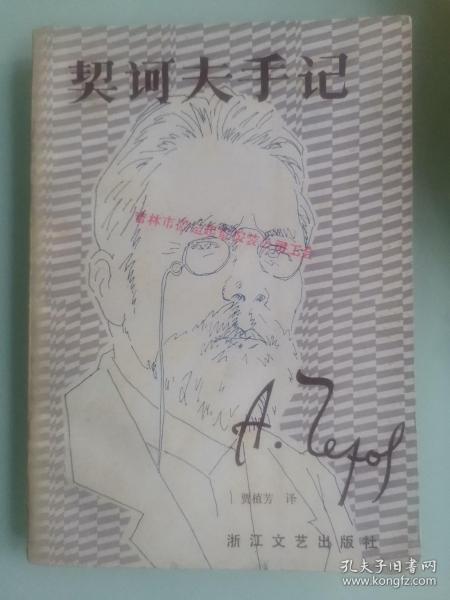 契诃夫手记
А. Чехов
贾植芳 译
浙江文艺出版社
孔夫子旧书网
www.kongfz.com